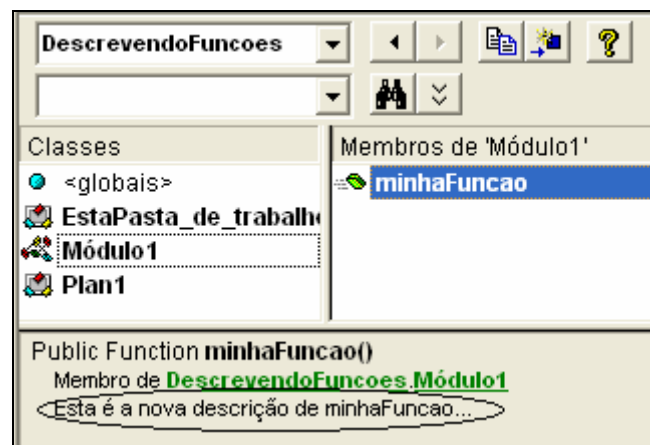 DescrevendoFuncoes
Classes
Membros de 'Módulo1'
<globais>
minhaFuncao
EstaPasta_de_trabalho
Módulo1
Plan1
Public Function minhaFuncao()
Membro de DescrevendoFuncoes.Módulo1
Esta é a nova descrição de minhaFuncao...